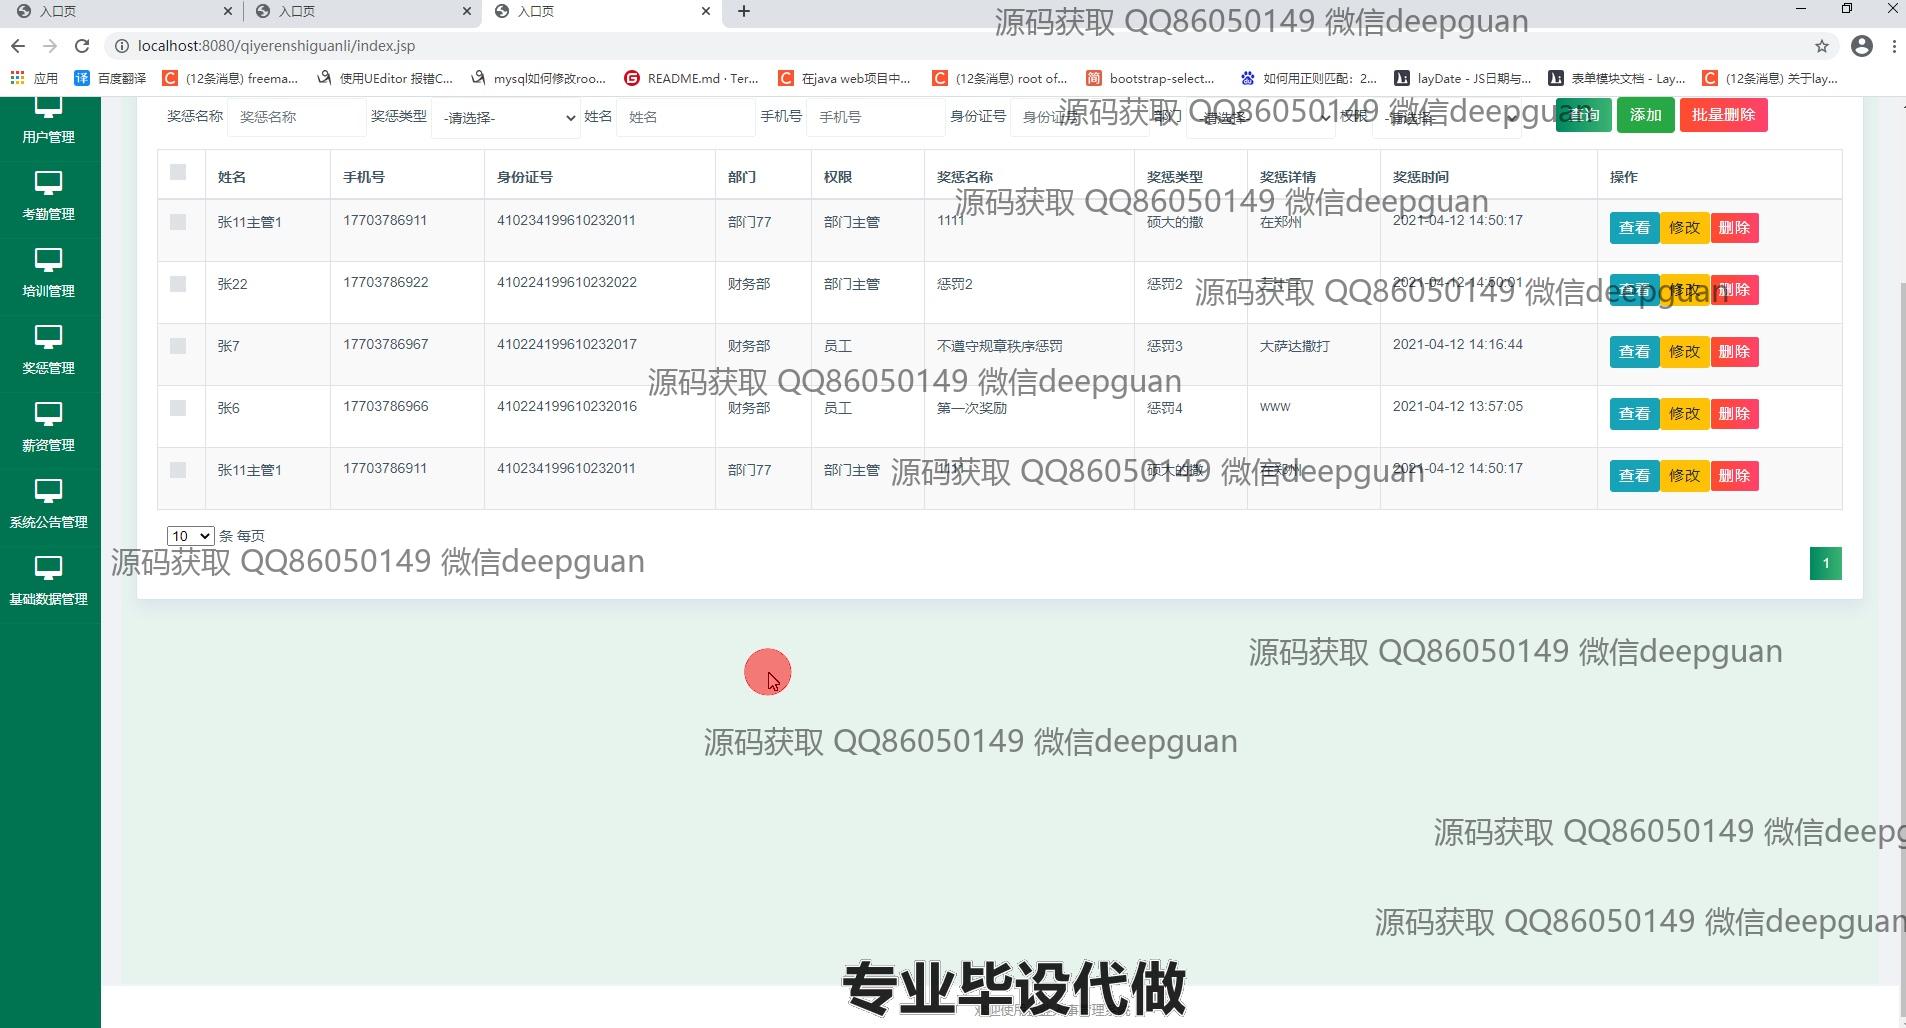 入口页 入口页 入口页
源码获取 QQ86050149 微信deepguan
localhost:8080/qiyerenshiguanli/index.jsp
应用 百度翻译 (12条消息) freema... 使用UEditor 报错C... mysql如何修改roo... README.md · Ter... 在java web项目中... (12条消息) root of... bootstrap-select... 如何用正则匹配：2... layDate - JS日期与... 表单模块文档 - Lay... (12条消息) 关于lay...
用户管理
考勤管理
培训管理
奖惩管理
薪资管理
系统公告管理
基础数据管理
奖惩名称 奖惩名称 奖惩类型 -请选择- 姓名 姓名 手机号 手机号 身份证号 身份证号 部门 -请选择- 权限 -请选择- 查询 添加 批量删除
源码获取 QQ86050149 微信deepguan
姓名 手机号 身份证号 部门 权限 奖惩名称 奖惩类型 奖惩详情 奖惩时间 操作
源码获取 QQ86050149 微信deepguan
张11主管1 17703786911 410234199610232011 部门77 部门主管 1111 硕大的撒 在郑州 2021-04-12 14:50:17 查看 修改 删除
张22 17703786922 410224199610232022 财务部 部门主管 惩罚2 惩罚2 2021-04-12 14:50:01 查看 修改 删除
源码获取 QQ86050149 微信deepguan
张7 17703786967 410224199610232017 财务部 员工 不遵守规章秩序惩罚 惩罚3 大萨达撒打 2021-04-12 14:16:44 查看 修改 删除
源码获取 QQ86050149 微信deepguan
张6 17703786966 410224199610232016 财务部 员工 第一次奖励 惩罚4 www 2021-04-12 13:57:05 查看 修改 删除
张11主管1 17703786911 410234199610232011 部门77 部门主管 1111 硕大的撒 在郑州 2021-04-12 14:50:17 查看 修改 删除
源码获取 QQ86050149 微信deepguan
10 条 每页
源码获取 QQ86050149 微信deepguan
1
源码获取 QQ86050149 微信deepguan
源码获取 QQ86050149 微信deepguan
源码获取 QQ86050149 微信deepg
源码获取 QQ86050149 微信deepguan
专业毕设代做